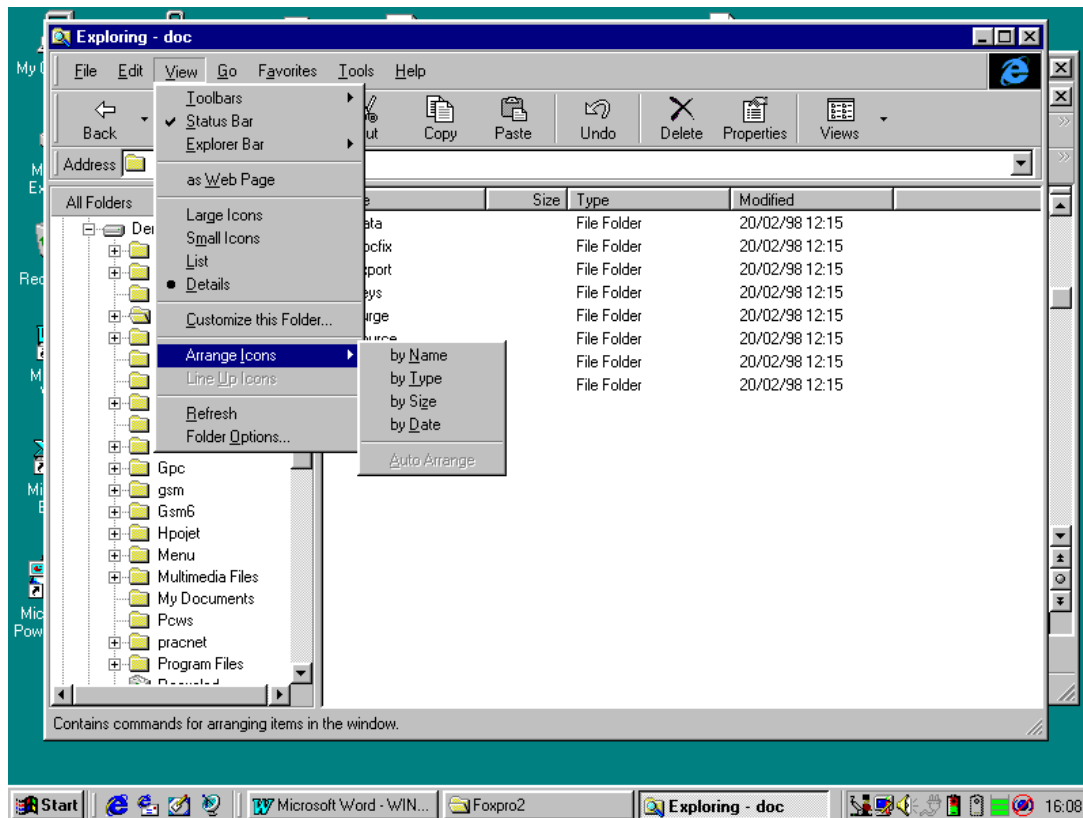 Exploring - doc
File Edit View Go Favorites Tools Help
Back Copy Paste Undo Delete Properties Views
Address
Toolbars
Status Bar
Explorer Bar
as Web Page
Large Icons
Small Icons
List
Details
Customize this Folder...
Arrange Icons
Line Up Icons
Refresh
Folder Options...
by Name
by Type
by Size
by Date
Auto Arrange
All Folders
Size Type Modified
File Folder 20/02/98 12:15
File Folder 20/02/98 12:15
File Folder 20/02/98 12:15
File Folder 20/02/98 12:15
File Folder 20/02/98 12:15
File Folder 20/02/98 12:15
File Folder 20/02/98 12:15
File Folder 20/02/98 12:15
Gpc
gsm
Gsm6
Hpojet
Menu
Multimedia Files
My Documents
Pcws
pracnet
Program Files
Contains commands for arranging items in the window.
Start Microsoft Word - WIN... Foxpro2 Exploring - doc 16:08